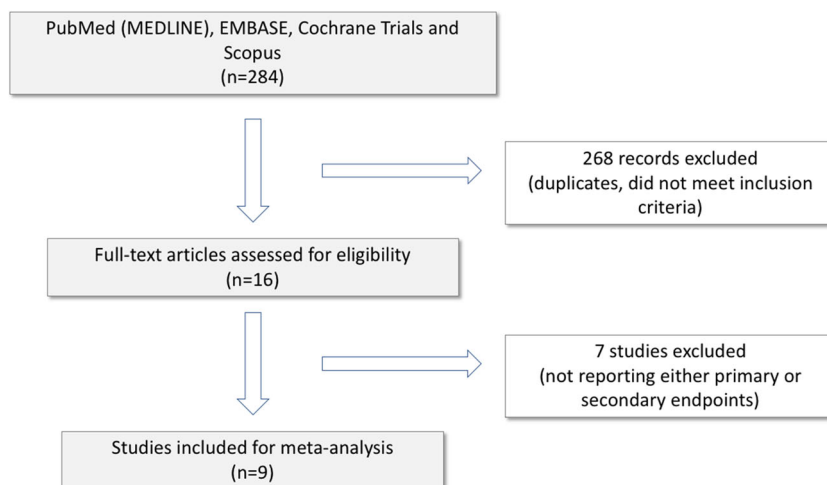 PubMed (MEDLINE), EMBASE, Cochrane Trials and
Scopus
(n=284)
268 records excluded
(duplicates, did not meet inclusion
criteria)
Full-text articles assessed for eligibility
(n=16)
7 studies excluded
(not reporting either primary or
secondary endpoints)
Studies included for meta-analysis
(n=9)